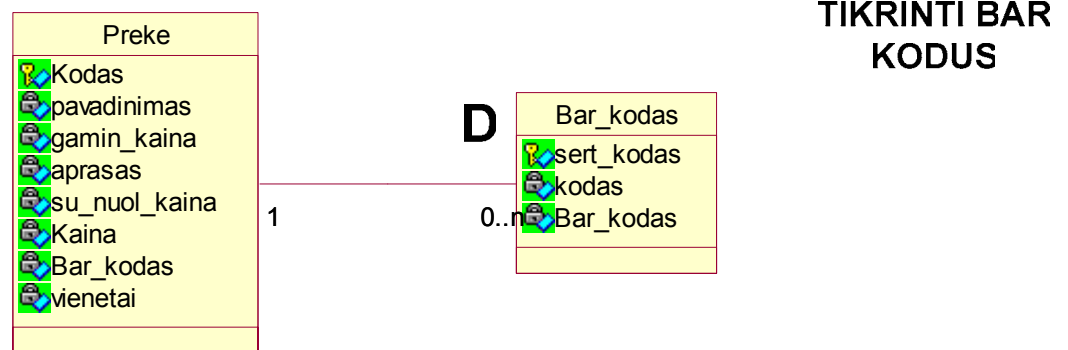 TIKRINTI BAR
KODUS
Preke
Kodas
pavadinimas
gamin_kaina
aprasas
su_nuol_kaina
Kaina
Bar_kodas
vienetai
1
D
0..n
Bar_kodas
sert_kodas
kodas
Bar_kodas